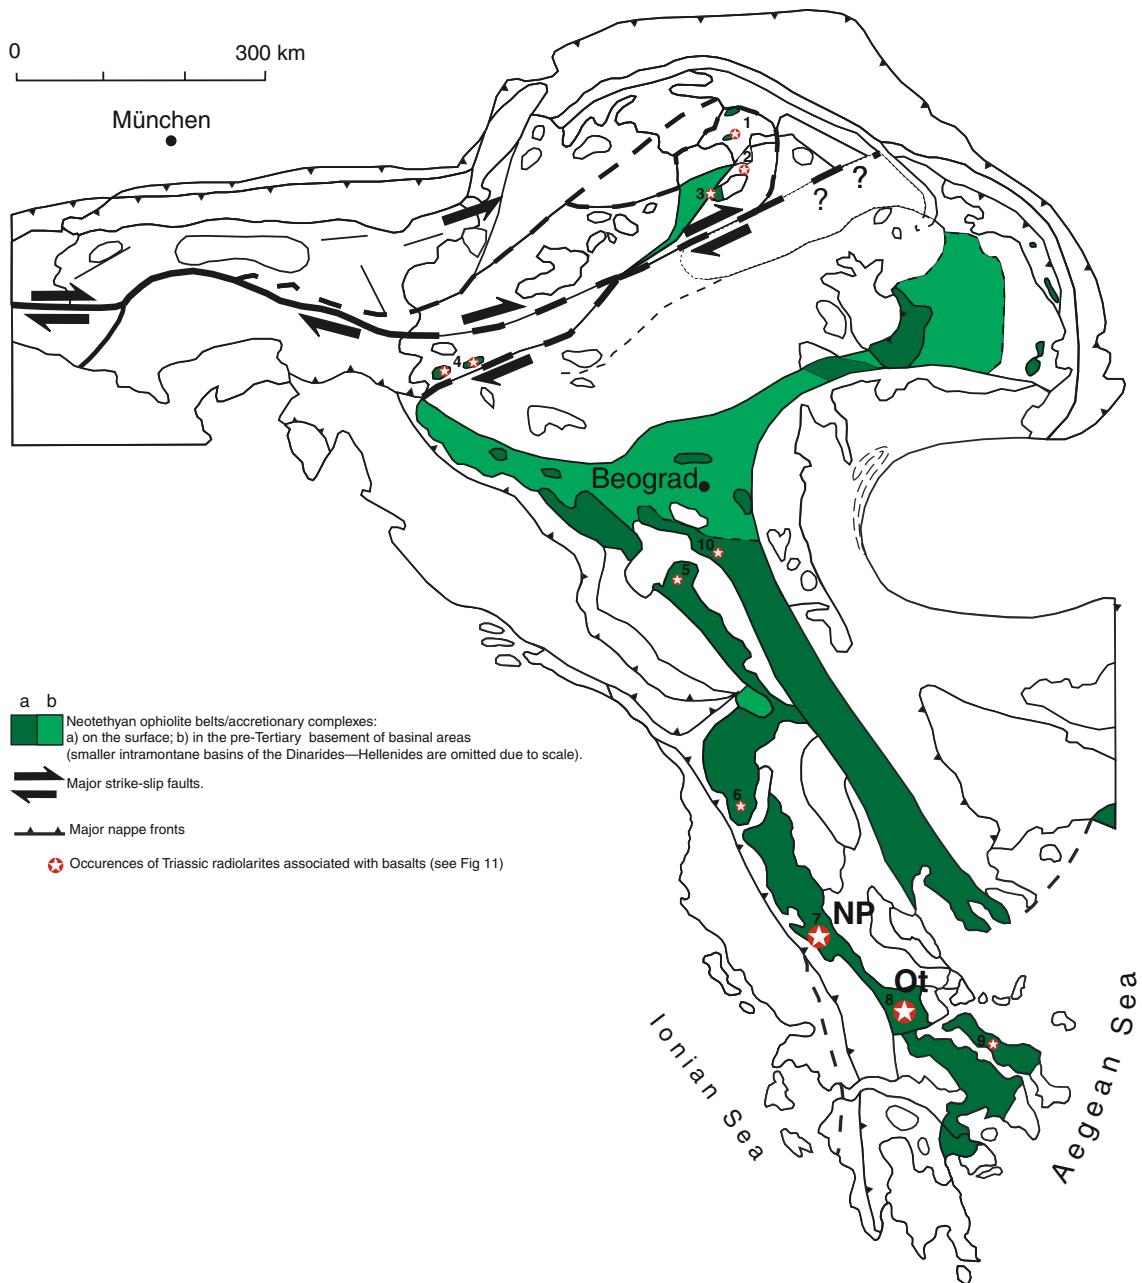 0
300 km
München
1
2
3
?
?
4
Beograd
10
5
a b
Neotethyan ophiolite belts/accretionary complexes:
a) on the surface; b) in the pre-Tertiary basement of basinal areas
(smaller intramontane basins of the Dinarides—Hellenides are omitted due to scale).
Major strike-slip faults.
6
Major nappe fronts
Occurences of Triassic radiolarites associated with basalts (see Fig 11)
NP
7
Ot
8
9
Ionian Sea
Aegean Sea